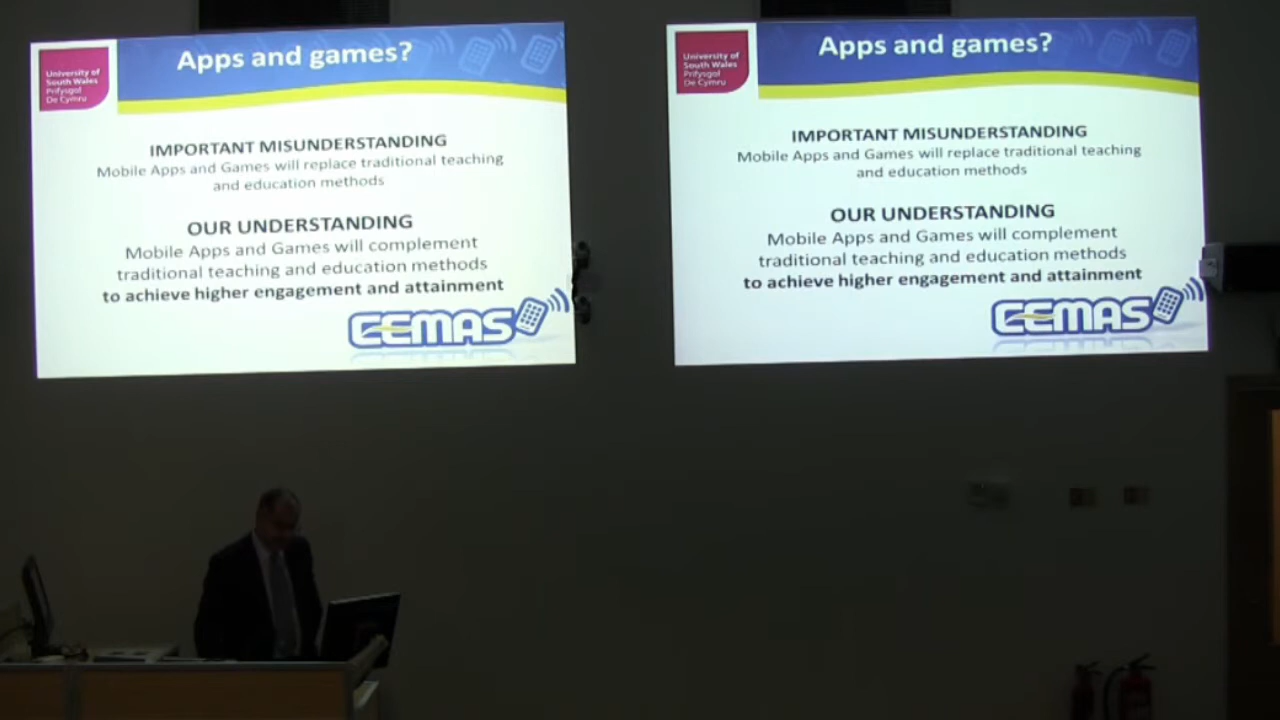 University of
South Wales
Prifysgol
De Cymru
Apps and games?
IMPORTANT MISUNDERSTANDING
Mobile Apps and Games will replace traditional teaching
and education methods
OUR UNDERSTANDING
Mobile Apps and Games will complement
traditional teaching and education methods
to achieve higher engagement and attainment
CEMAS
University of
South Wales
Prifysgol
De Cymru
Apps and games?
IMPORTANT MISUNDERSTANDING
Mobile Apps and Games will replace traditional teaching
and education methods
OUR UNDERSTANDING
Mobile Apps and Games will complement
traditional teaching and education methods
to achieve higher engagement and attainment
CEMAS